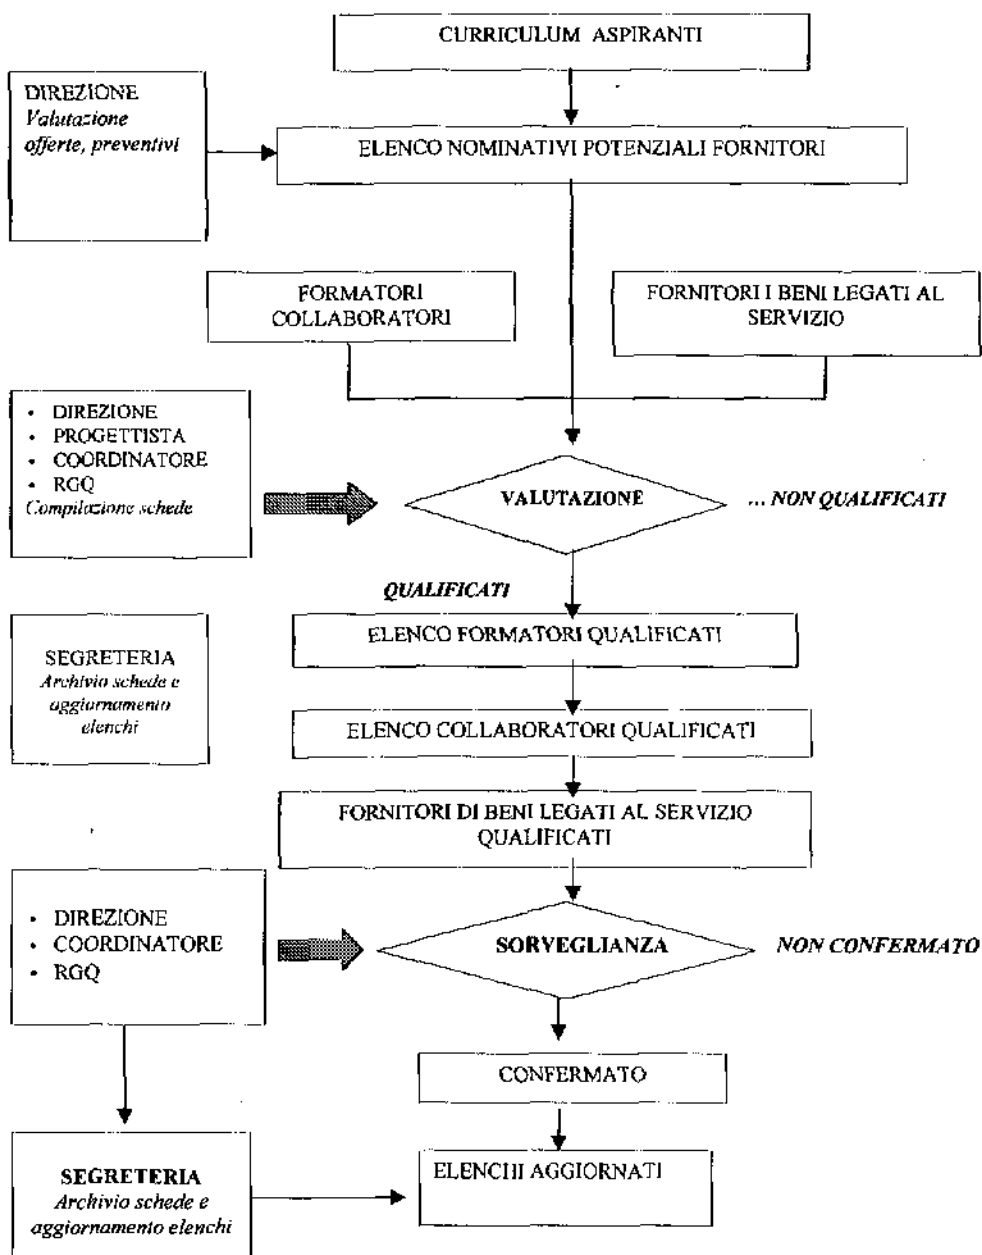 CURRICULUM ASPIRANTI
DIREZIONE
Valutazione
offerte, preventivi
ELENCO NOMINATIVI POTENZIALI FORNITORI
FORMATORI
COLLABORATORI
FORNITORI I BENI LEGATI AL
SERVIZIO
• DIREZIONE
• PROGETTISTA
• COORDINATORE
• RGQ
Compilazione schede
VALUTAZIONE
... NON QUALIFICATI
QUALIFICATI
ELENCO FORMATORI QUALIFICATI
SEGRETERIA
Archivio schede e
aggiornamento
elenchi
ELENCO COLLABORATORI QUALIFICATI
FORNITORI DI BENI LEGATI AL SERVIZIO
QUALIFICATI
• DIREZIONE
• COORDINATORE
• RGQ
SORVEGLIANZA
NON CONFERMATO
CONFERMATO
SEGRETERIA
Archivio schede e
aggiornamento elenchi
ELENCHI AGGIORNATI